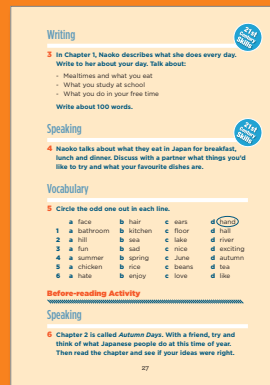 Writing
21st
Century
Skills
3 In Chapter 1, Naoko describes what she does every day.
Write to her about your day. Talk about:
- Mealtimes and what you eat
- What you study at school
- What you do in your free time
Write about 100 words.
Speaking
21st
Century
Skills
4 Naoko talks about what they eat in Japan for breakfast,
lunch and dinner. Discuss with a partner what things you'd
like to try and what your favourite dishes are.
Vocabulary
5 Circle the odd one out in each line.
a face b hair c ears d hand
1 a bathroom b kitchen c floor d hall
2 a hill b sea c lake d river
3 a fun b sad c nice d exciting
4 a summer b spring c June d autumn
5 a chicken b rice c beans d tea
6 a hate b enjoy c love d like
Before-reading Activity
Speaking
6 Chapter 2 is called Autumn Days. With a friend, try and
think of what Japanese people do at this time of year.
Then read the chapter and see if your ideas were right.
27